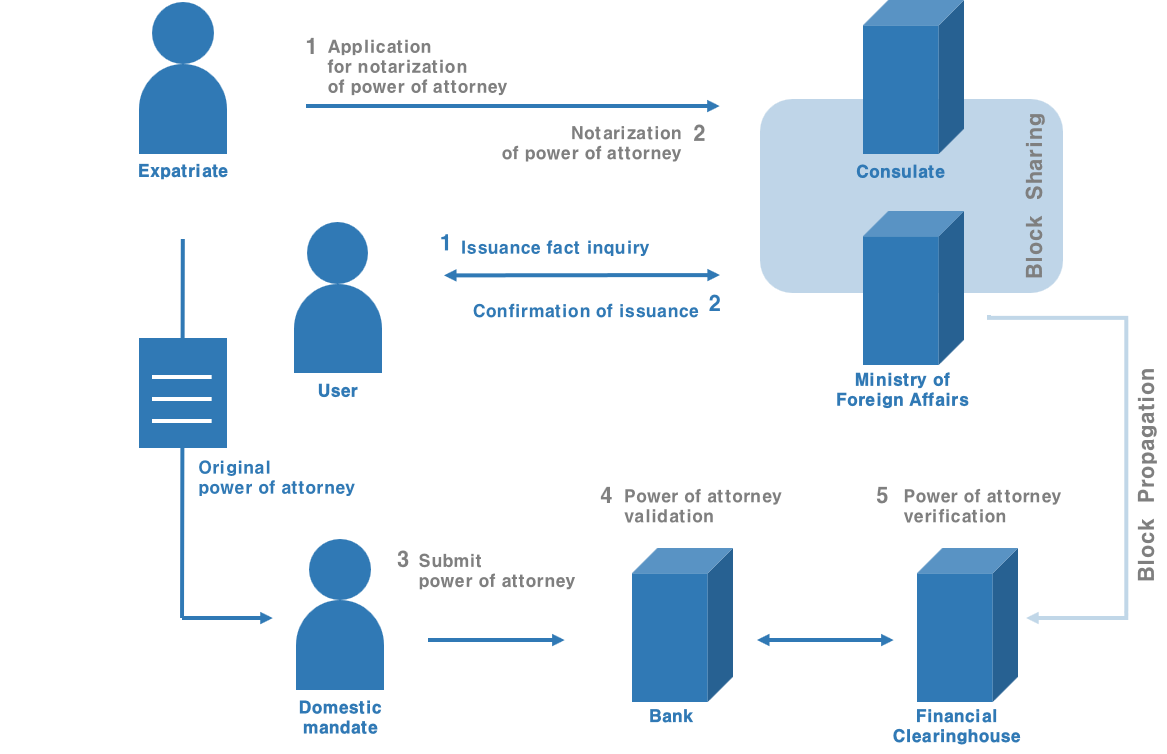 1 Application
for notarization
of power of attorney
Notarization 2
of power of attorney
Expatriate
Consulate
Block Sharing
1 Issuance fact inquiry
Confirmation of issuance 2
User
Ministry of
Foreign Affairs
Block Propagation
Original
power of attorney
3 Submit
power of attorney
4 Power of attorney
validation
5 Power of attorney
verification
Domestic
mandate
Bank
Financial
Clearinghouse